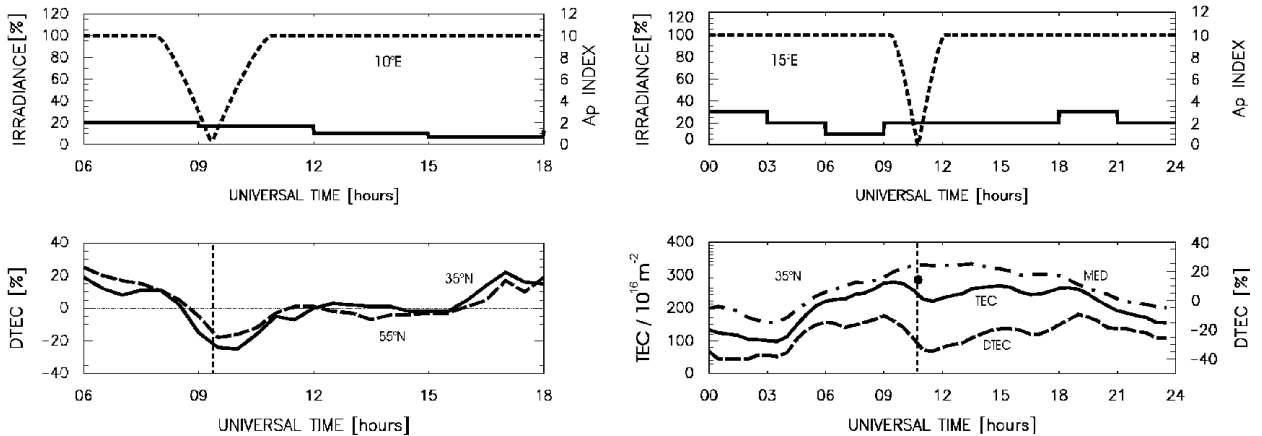 IRRADIANCE[%]
120
100
80
60
40
20
0
10°E
12
10
8
6
4
2
0
Ap INDEX
06 09 12 15 18
UNIVERSAL TIME [hours]
IRRADIANCE[%]
120
100
80
60
40
20
0
15°E
12
10
8
6
4
2
0
Ap INDEX
00 03 06 09 12 15 18 21 24
UNIVERSAL TIME [hours]
DTEC [%]
40
20
0
-20
-40
35°N
55°N
06 09 12 15 18
UNIVERSAL TIME [hours]
TEC / 10¹⁶ m⁻²
400
300
200
100
0
35°N
MED
TEC
DTEC
40
20
0
-20
-40
DTEC [%]
00 03 06 09 12 15 18 21 24
UNIVERSAL TIME [hours]